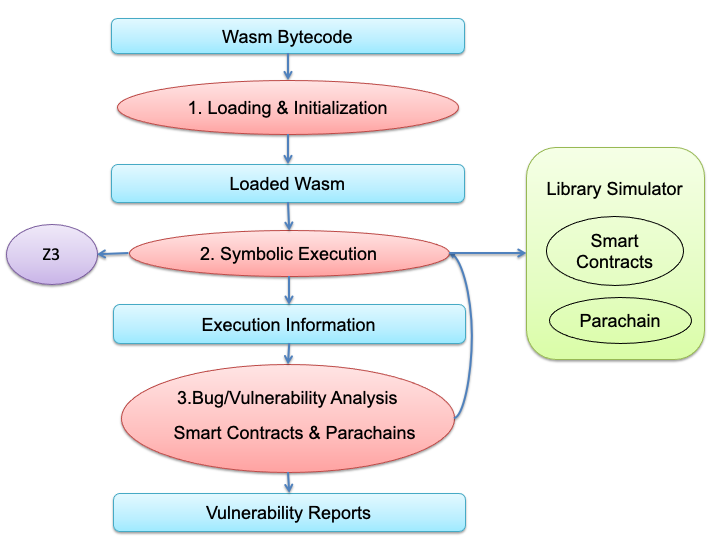 Wasm Bytecode
1. Loading & Initialization
Loaded Wasm
Library Simulator
Smart
Contracts
Z3
2. Symbolic Execution
Parachain
Execution Information
3.Bug/Vulnerability Analysis
Smart Contracts & Parachains
Vulnerability Reports